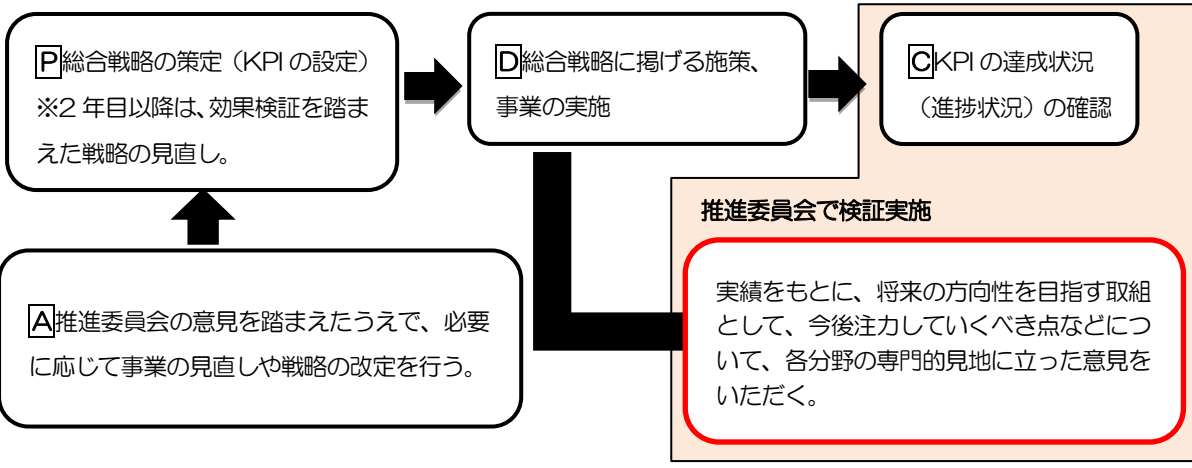 P総合戦略の策定（KPIの設定）
※2年目以降は、効果検証を踏ま
えた戦略の見直し。
D総合戦略に掲げる施策、
事業の実施
CKPIの達成状況
（進捗状況）の確認
推進委員会で検証実施
実績をもとに、将来の方向性を目指す取組
として、今後注力していくべき点などにつ
いて、各分野の専門的見地に立った意見を
いただく。
A推進委員会の意見を踏まえたうえで、必要
に応じて事業の見直しや戦略の改定を行う。